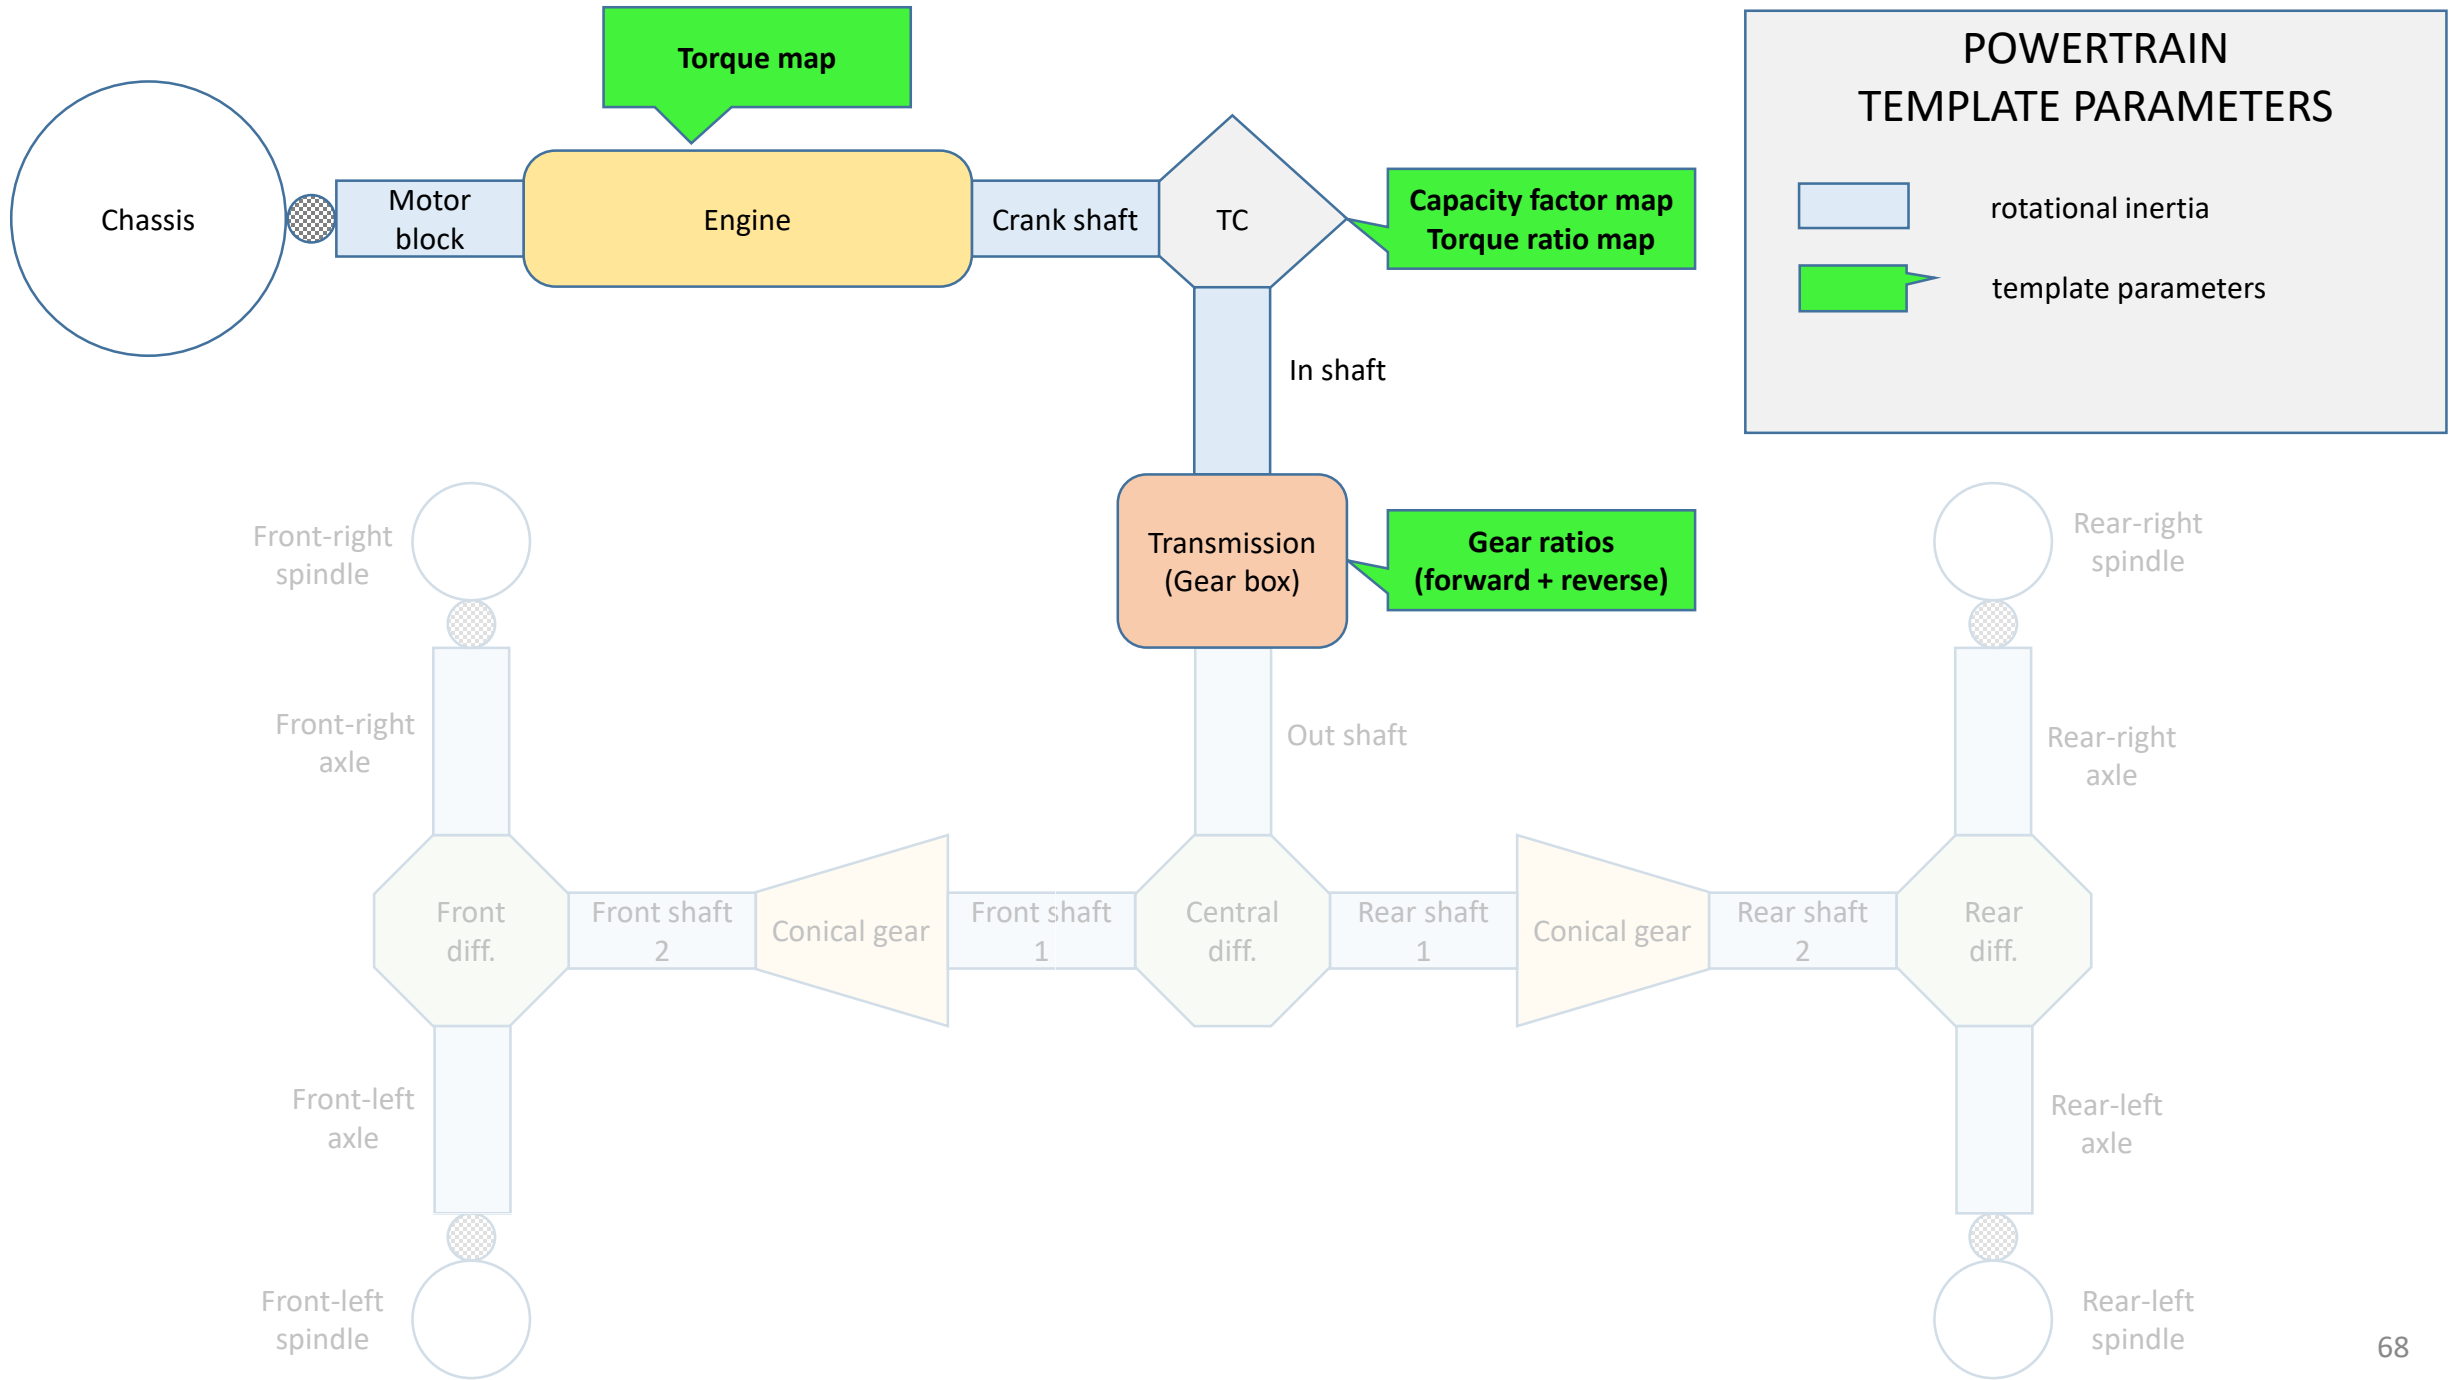 Torque map
POWERTRAIN
TEMPLATE PARAMETERS
rotational inertia
template parameters
Chassis
Motor
block
Engine
Crank shaft
TC
Capacity factor map
Torque ratio map
In shaft
Transmission
(Gear box)
Gear ratios
(forward + reverse)
Front-right
spindle
Rear-right
spindle
Front-right
axle
Out shaft
Rear-right
axle
Front
diff.
Front shaft
2
Conical gear
Front shaft
1
Central
diff.
Rear shaft
1
Conical gear
Rear shaft
2
Rear
diff.
Front-left
axle
Rear-left
axle
Front-left
spindle
Rear-left
spindle
68